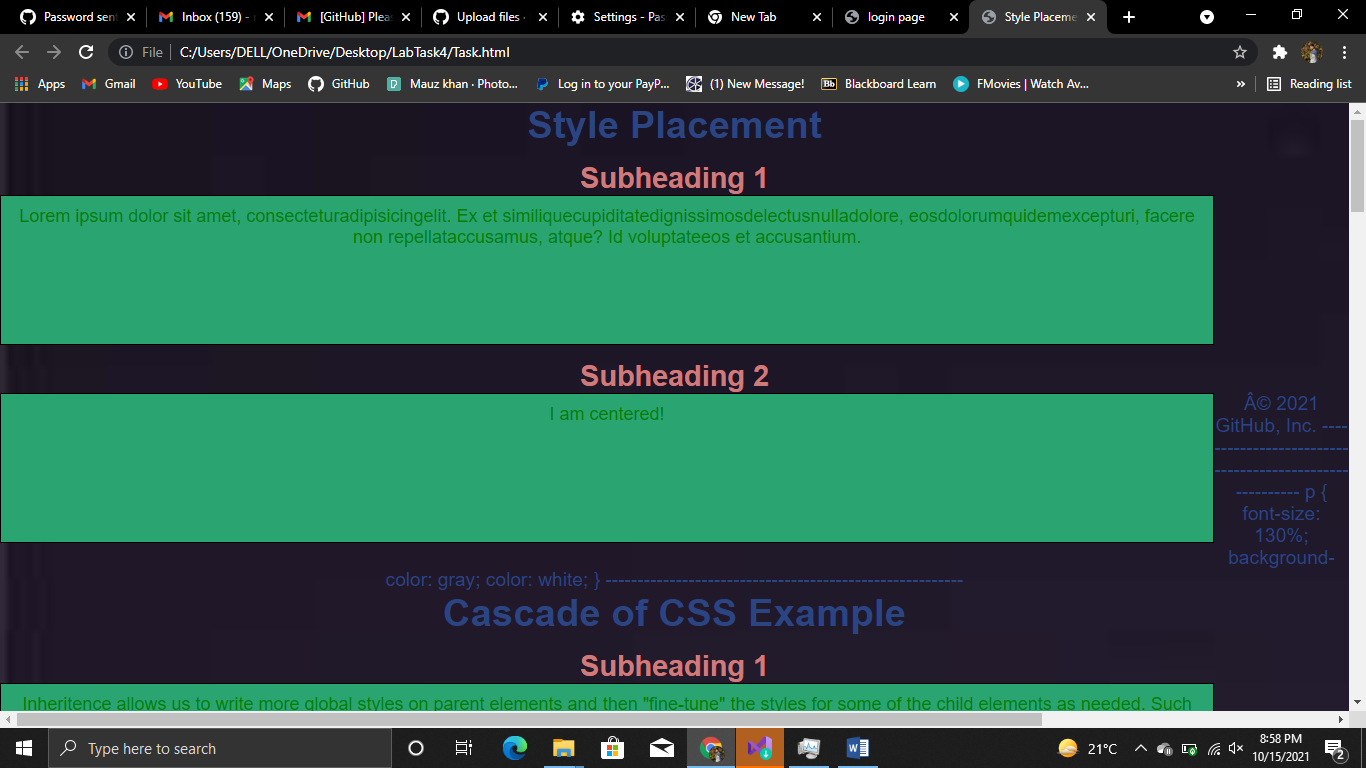 Password sent
Inbox (159) -
[GitHub] Pleas
Upload files ·
Settings - Pas
New Tab
login page
Style Placeme
File
C:/Users/DELL/OneDrive/Desktop/LabTask4/Task.html
Apps
Gmail
YouTube
Maps
GitHub
Mauz khan · Photo...
Log in to your PayP...
(1) New Message!
Bb
Blackboard Learn
FMovies | Watch Av...
»
Reading list
Style Placement
Subheading 1
Lorem ipsum dolor sit amet, consecteturadipisicingelit. Ex et similiquecupiditatedignissimosdelectusnulladolore, eosdolorumquidemexcepturi, facere
non repellataccusamus, atque? Id voluptateeos et accusantium.
Subheading 2
I am centered!
Â© 2021
GitHub, Inc. ----
---------------------
---------------------
---------- p {
font-size:
130%;
background-
color: gray; color: white; } --------------------------------------------------------
Cascade of CSS Example
Subheading 1
Inheritence allows us to write more global styles on parent elements and then "fine-tune" the styles for some of the child elements as needed. Such
Type here to search
21°C
8:58 PM
10/15/2021
2